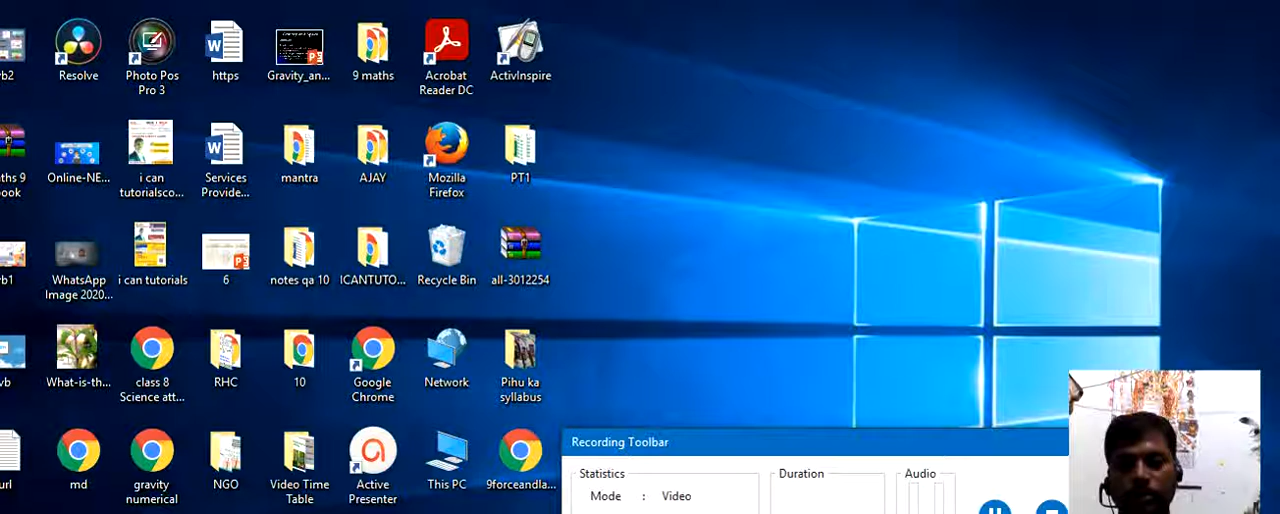 vb2
Resolve
Photo Pos
Pro 3
https
Gravity_an...
9 maths
Acrobat
Reader DC
ActivInspire
ths 9
ook
Online-NE...
i can
tutorialsco...
Services
Provide...
mantra
AJAY
Mozilla
Firefox
PT1
vb1
WhatsApp
Image 2020...
i can tutorials
6
notes qa 10
ICANTUTO...
Recycle Bin
all-3012254
vb
What-is-th...
class 8
Science att...
RHC
10
Google
Chrome
Network
Pihu ka
syllabus
url
md
gravity
numerical
NGO
Video Time
Table
Active
Presenter
This PC
9forceandla...
Recording Toolbar
Statistics
Mode : Video
Duration
Audio